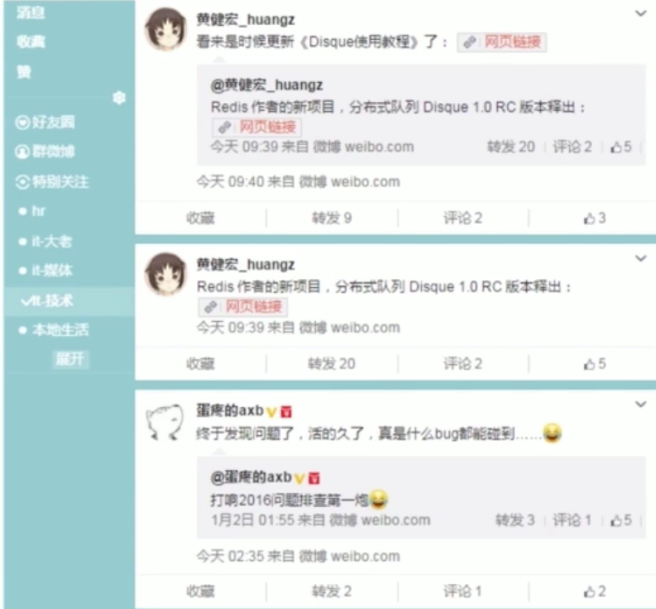 消息
收藏
赞
好友圈
群微博
特别关注
hr
it-大老
it-媒体
it-技术
本地生活
展开
黄健宏_huangz
看来是时候更新《Disque使用教程》了： 网页链接
@黄健宏_huangz
Redis 作者的新项目，分布式队列 Disque 1.0 RC 版本释出：
网页链接
今天 09:39 来自 微博 weibo.com 转发 20 评论 2 5
今天 09:40 来自 微博 weibo.com
收藏 转发 9 评论 2 3
黄健宏_huangz
Redis 作者的新项目，分布式队列 Disque 1.0 RC 版本释出：
网页链接
今天 09:39 来自 微博 weibo.com
收藏 转发 20 评论 2 5
蛋疼的axb
终于发现问题了，活的久了，真是什么bug都能碰到……
@蛋疼的axb
打响2016问题排查第一炮
1月2日 01:55 来自 微博 weibo.com 转发 3 评论 1 5
今天 02:35 来自 微博 weibo.com
收藏 转发 2 评论 1 2